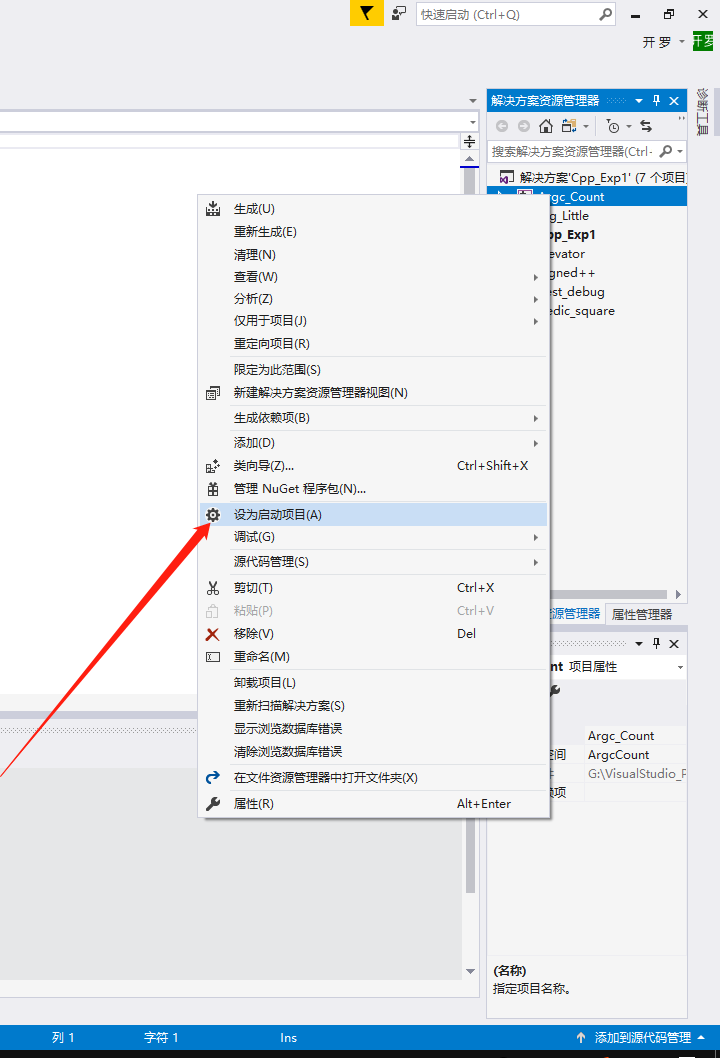 快速启动 (Ctrl+Q)
开 罗
开罗
解决方案资源管理器
诊断工具
搜索解决方案资源管理器(Ctrl-
解决方案'Cpp_Exp1' (7 个项目
Argc_Count
g_Little
pp_Exp1
evator
gned++
est_debug
edic_square
生成(U)
重新生成(E)
清理(N)
查看(W)
分析(Z)
仅用于项目(J)
重定向项目(R)
限定为此范围(S)
新建解决方案资源管理器视图(N)
生成依赖项(B)
添加(D)
类向导(Z)... Ctrl+Shift+X
管理 NuGet 程序包(N)...
设为启动项目(A)
调试(G)
源代码管理(S)
剪切(T) Ctrl+X
粘贴(P) Ctrl+V
移除(V) Del
重命名(M)
卸载项目(L)
重新扫描解决方案(S)
显示浏览数据库错误
清除浏览数据库错误
在文件资源管理器中打开文件夹(X)
属性(R) Alt+Enter
源管理器 属性管理器
nt 项目属性
Argc_Count
空间 ArgcCount
件 G:\VisualStudio_P
赖项
(名称)
指定项目名称。
列 1 字符 1 Ins 添加到源代码管理